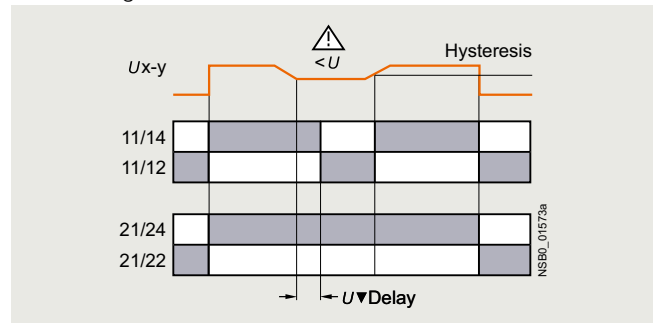 <U
Hysteresis
Ux-y
11/14
11/12
21/24
21/22
U▼Delay
NSB0_01573a